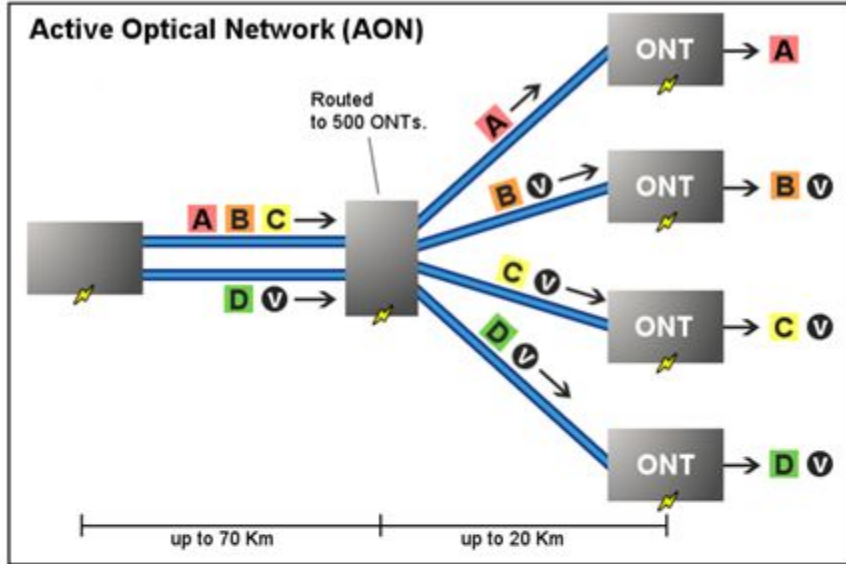 Active Optical Network (AON)
Routed
to 500 ONTs.
A B C
D v
A
B v
C v
D v
ONT
A
ONT
B v
ONT
C v
ONT
D v
up to 70 Km
up to 20 Km